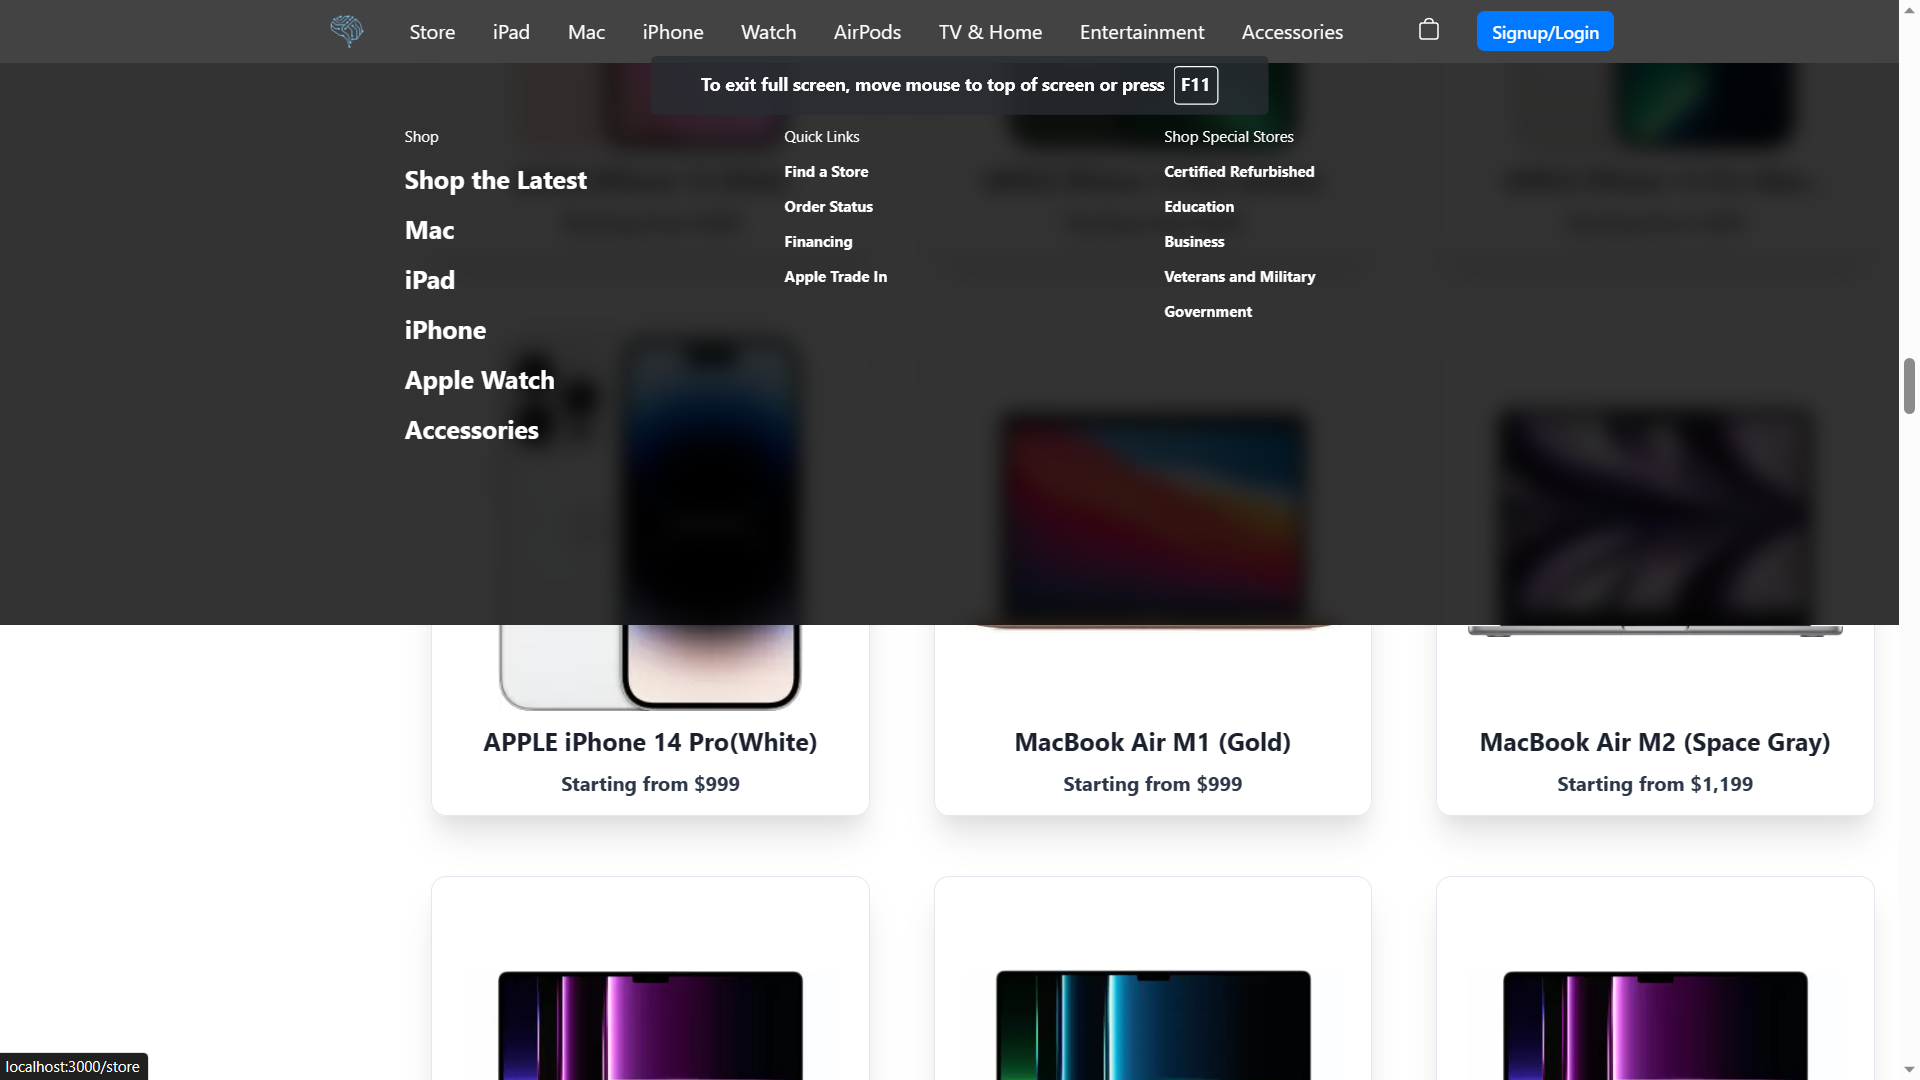 Store iPad Mac iPhone Watch AirPods TV & Home Entertainment Accessories Signup/Login
To exit full screen, move mouse to top of screen or press F11
Shop
Shop the Latest
Mac
iPad
iPhone
Apple Watch
Accessories
Quick Links
Find a Store
Order Status
Financing
Apple Trade In
Shop Special Stores
Certified Refurbished
Education
Business
Veterans and Military
Government
APPLE iPhone 14 Pro(White)
Starting from $999
MacBook Air M1 (Gold)
Starting from $999
MacBook Air M2 (Space Gray)
Starting from $1,199
localhost:3000/store